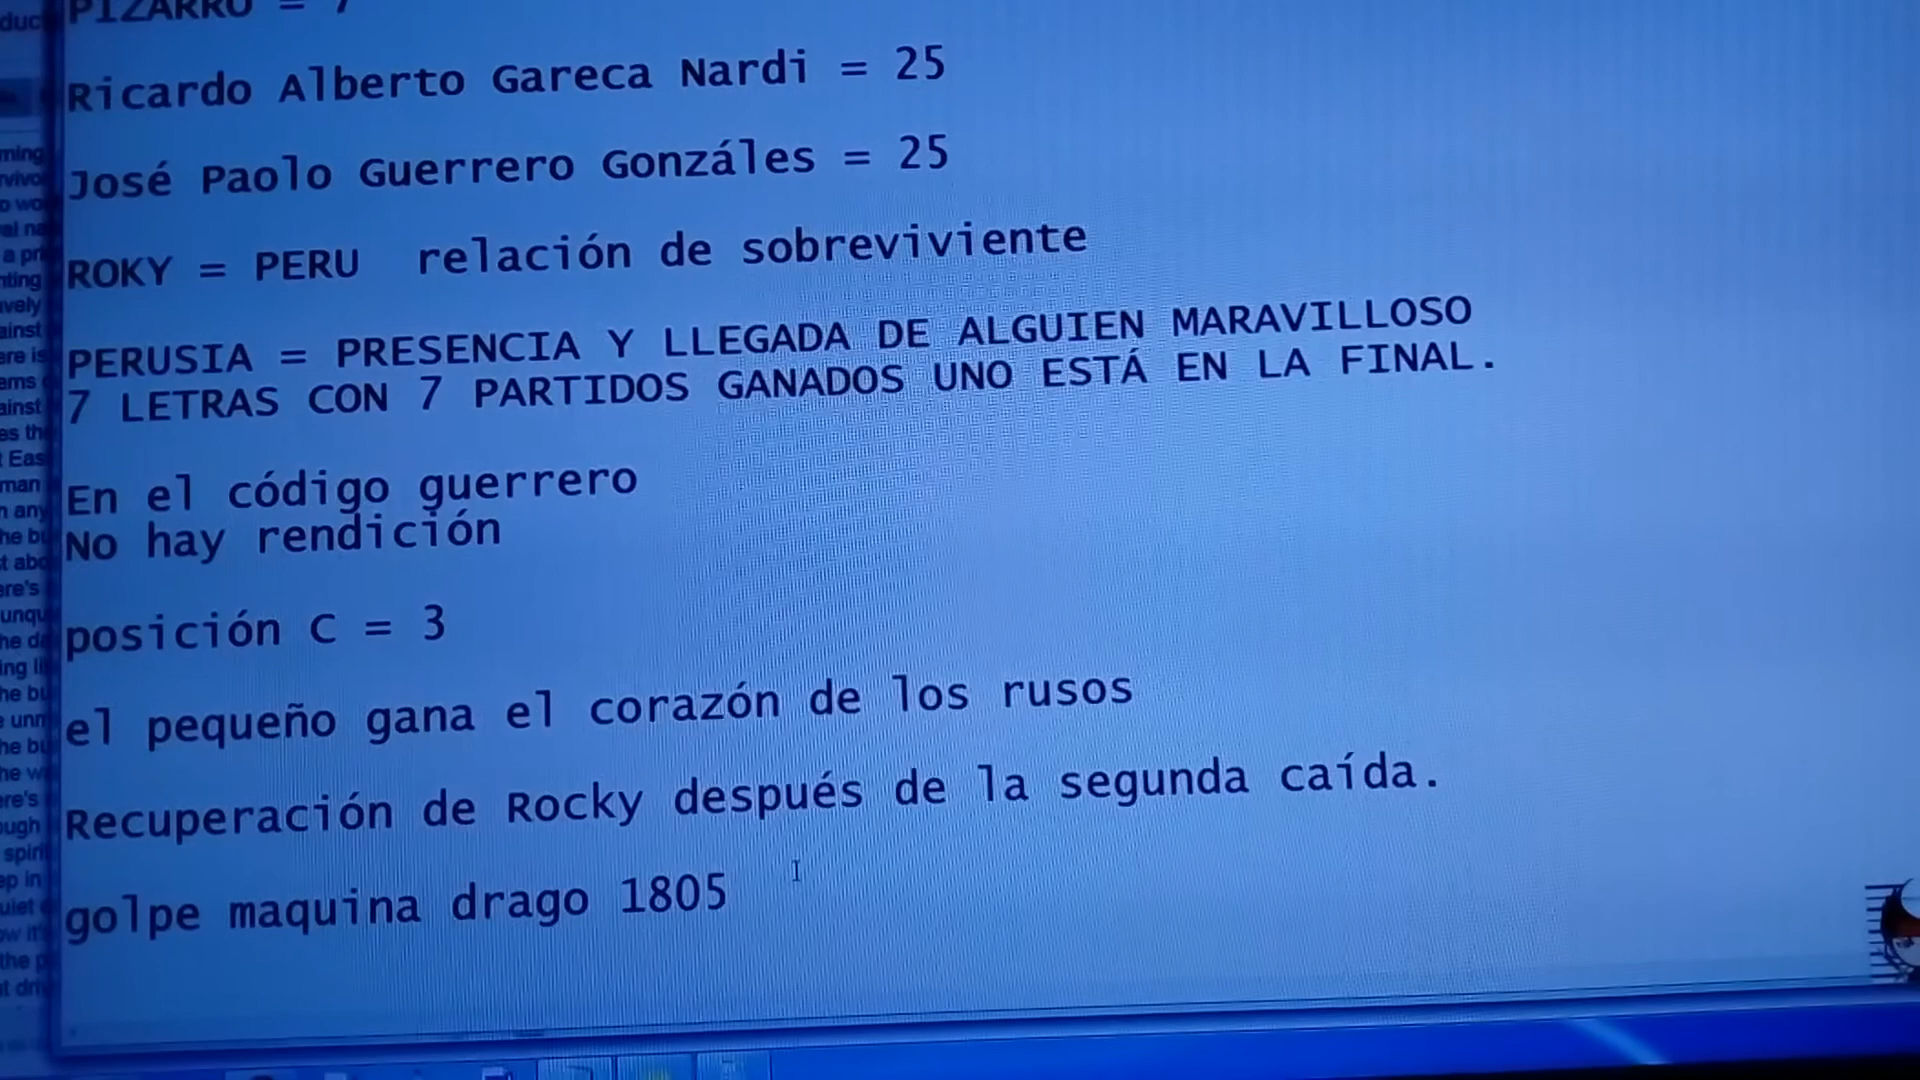 PIZARRO = 7
Ricardo Alberto Gareca Nardi = 25
José Paolo Guerrero Gonzáles = 25
ROKY = PERU relación de sobreviviente
PERUSIA = PRESENCIA Y LLEGADA DE ALGUIEN MARAVILLOSO
7 LETRAS CON 7 PARTIDOS GANADOS UNO ESTÁ EN LA FINAL.
En el código guerrero
No hay rendición
posición C = 3
el pequeño gana el corazón de los rusos
Recuperación de Rocky después de la segunda caída.
golpe maquina drago 1805